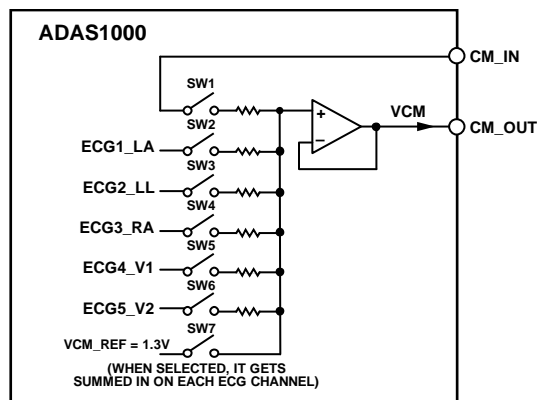 ADAS1000
CM_IN
SW1
+
VCM
CM_OUT
–
SW2
ECG1_LA
SW3
ECG2_LL
SW4
ECG3_RA
SW5
ECG4_V1
SW6
ECG5_V2
SW7
VCM_REF = 1.3V
(WHEN SELECTED, IT GETS
SUMMED IN ON EACH ECG CHANNEL)